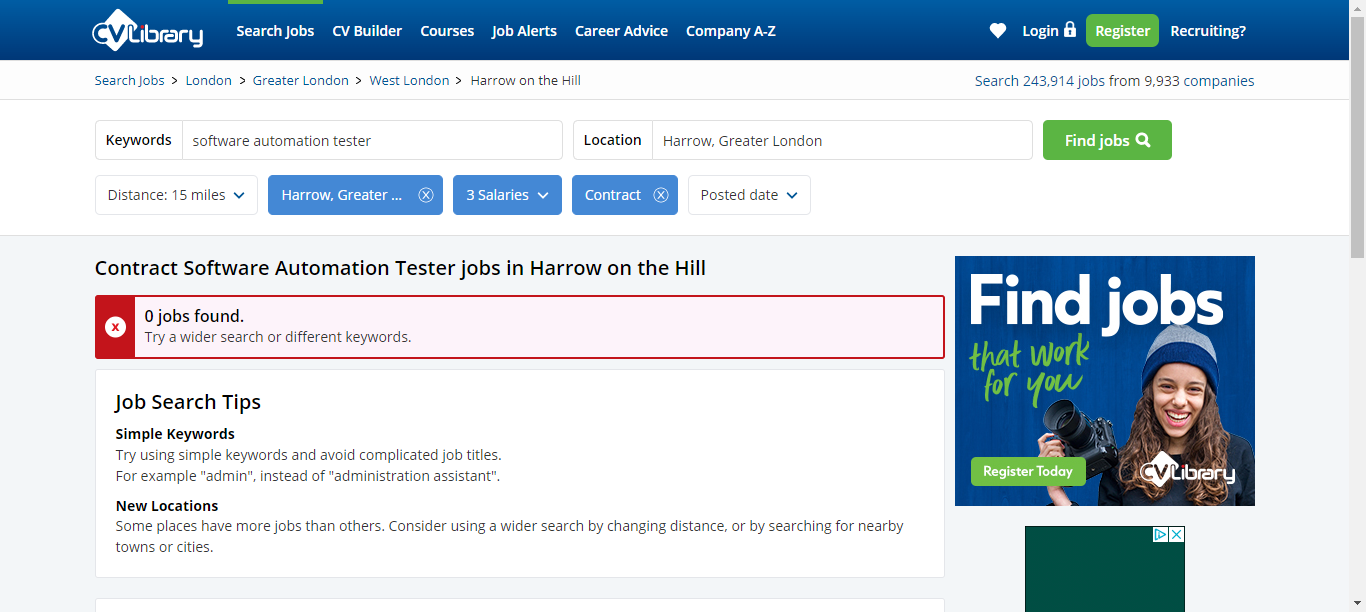 CVLibrary
Search Jobs CV Builder Courses Job Alerts Career Advice Company A-Z Login Register Recruiting?
Search Jobs > London > Greater London > West London > Harrow on the Hill
Search 243,914 jobs from 9,933 companies
Keywords software automation tester Location Harrow, Greater London Find jobs
Distance: 15 miles Harrow, Greater ... 3 Salaries Contract Posted date
Contract Software Automation Tester jobs in Harrow on the Hill
0 jobs found.
Try a wider search or different keywords.
Job Search Tips
Simple Keywords
Try using simple keywords and avoid complicated job titles.
For example "admin", instead of "administration assistant".
New Locations
Some places have more jobs than others. Consider using a wider search by changing distance, or by searching for nearby
towns or cities.
Find jobs
that work
for you
Register Today
CVLibrary